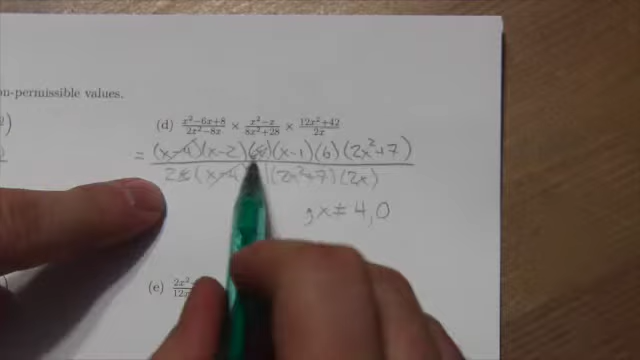 on-permissible values.
(d) x²−6x+8/2x²−8x × x²−x/8x²+28 × 12x²+42/2x
= (x-4)(x-2)(x)(x-1)(6)(2x²+7)
2x(x-4) (2x²+7)(2x)
, x ≠ 4, 0
(e)